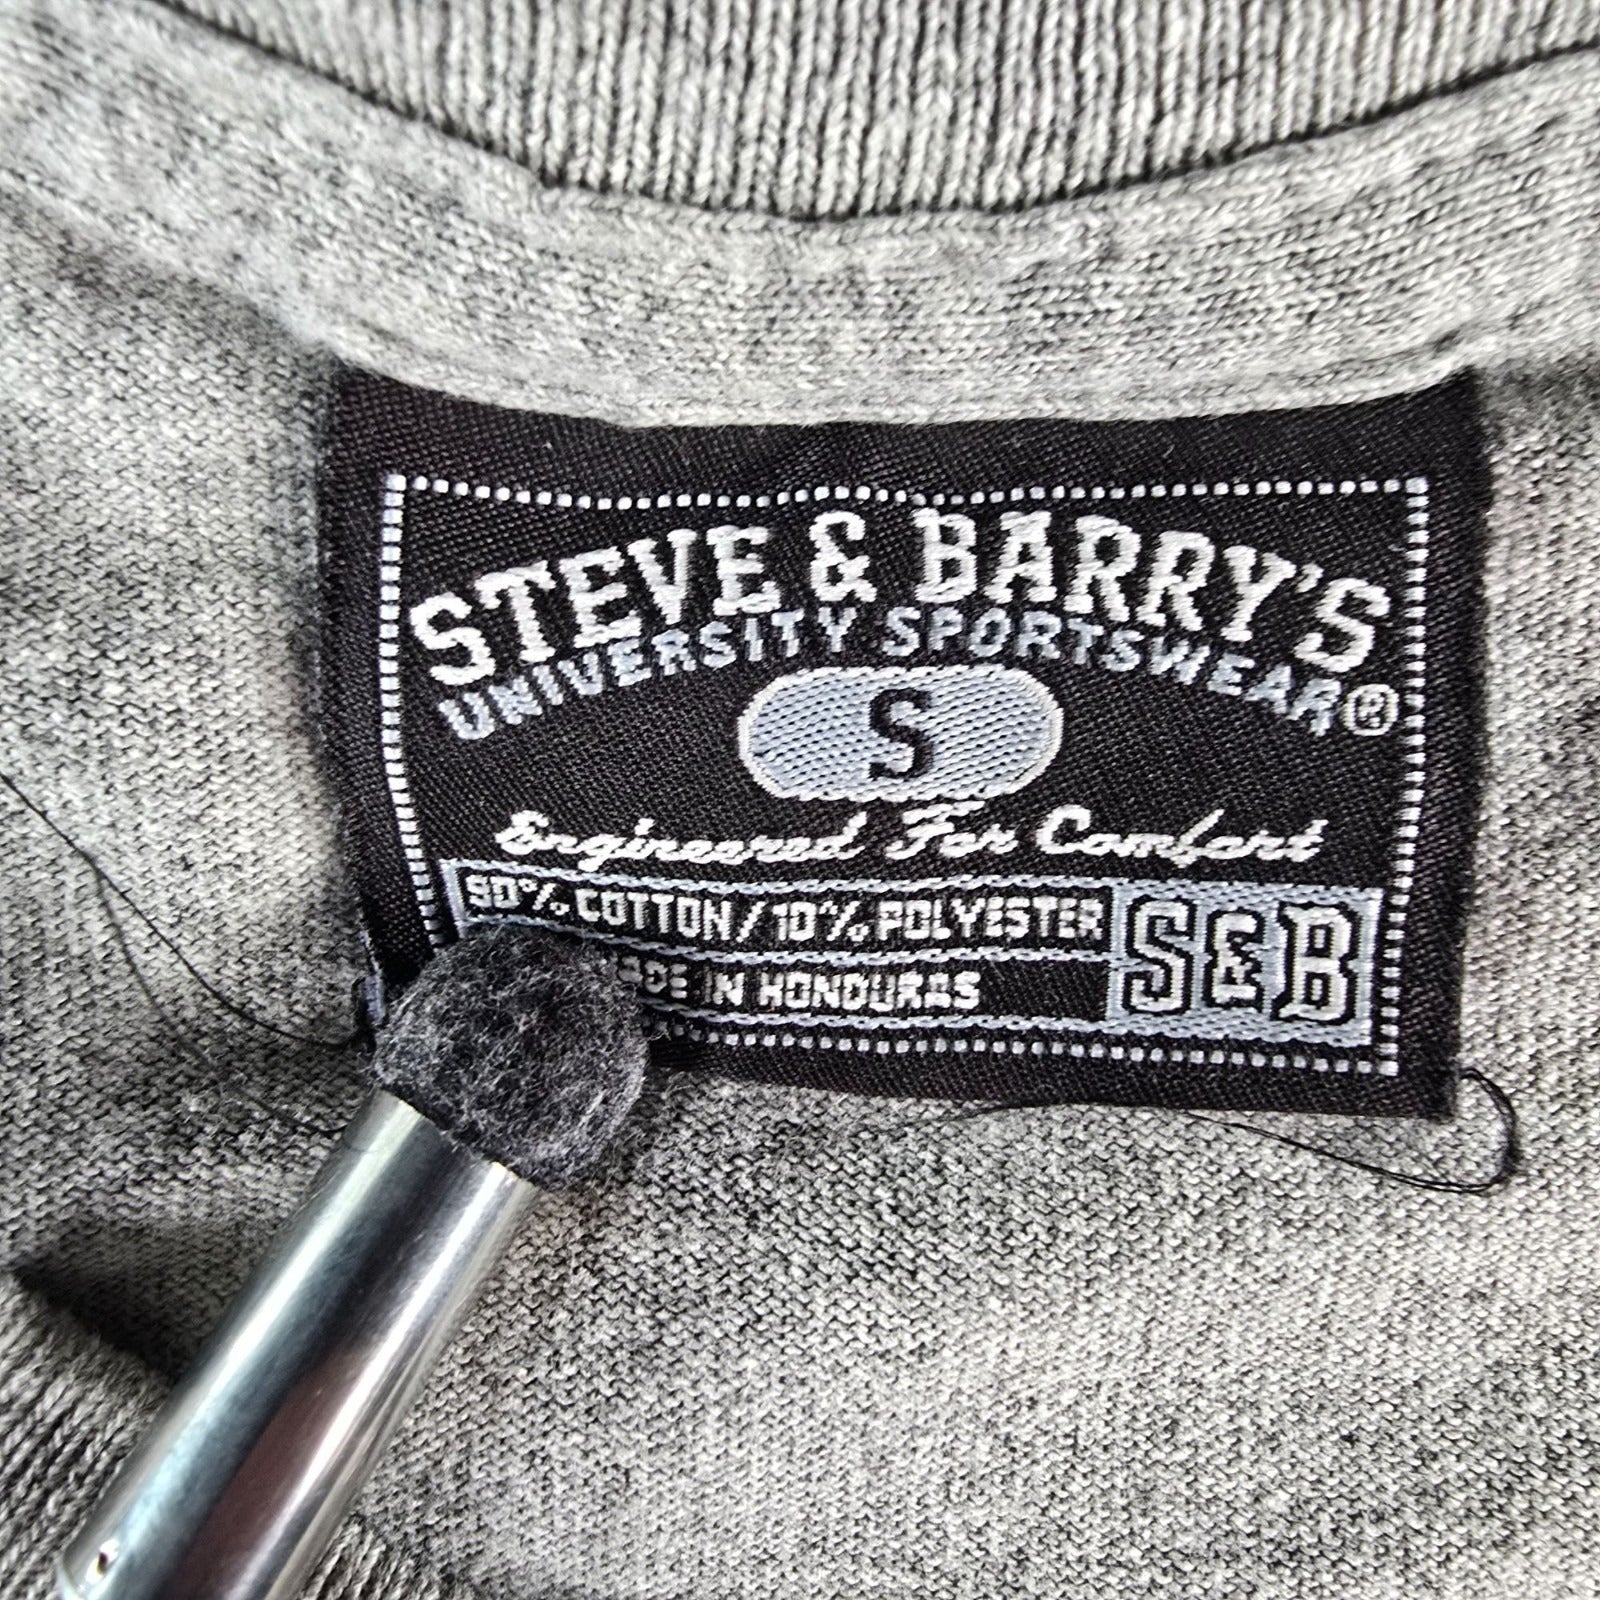 STEVE & BARRY'S
UNIVERSITY SPORTSWEAR®
S
Engineered For Comfort
90% COTTON/10% POLYESTER
IN HONDURAS
S&B